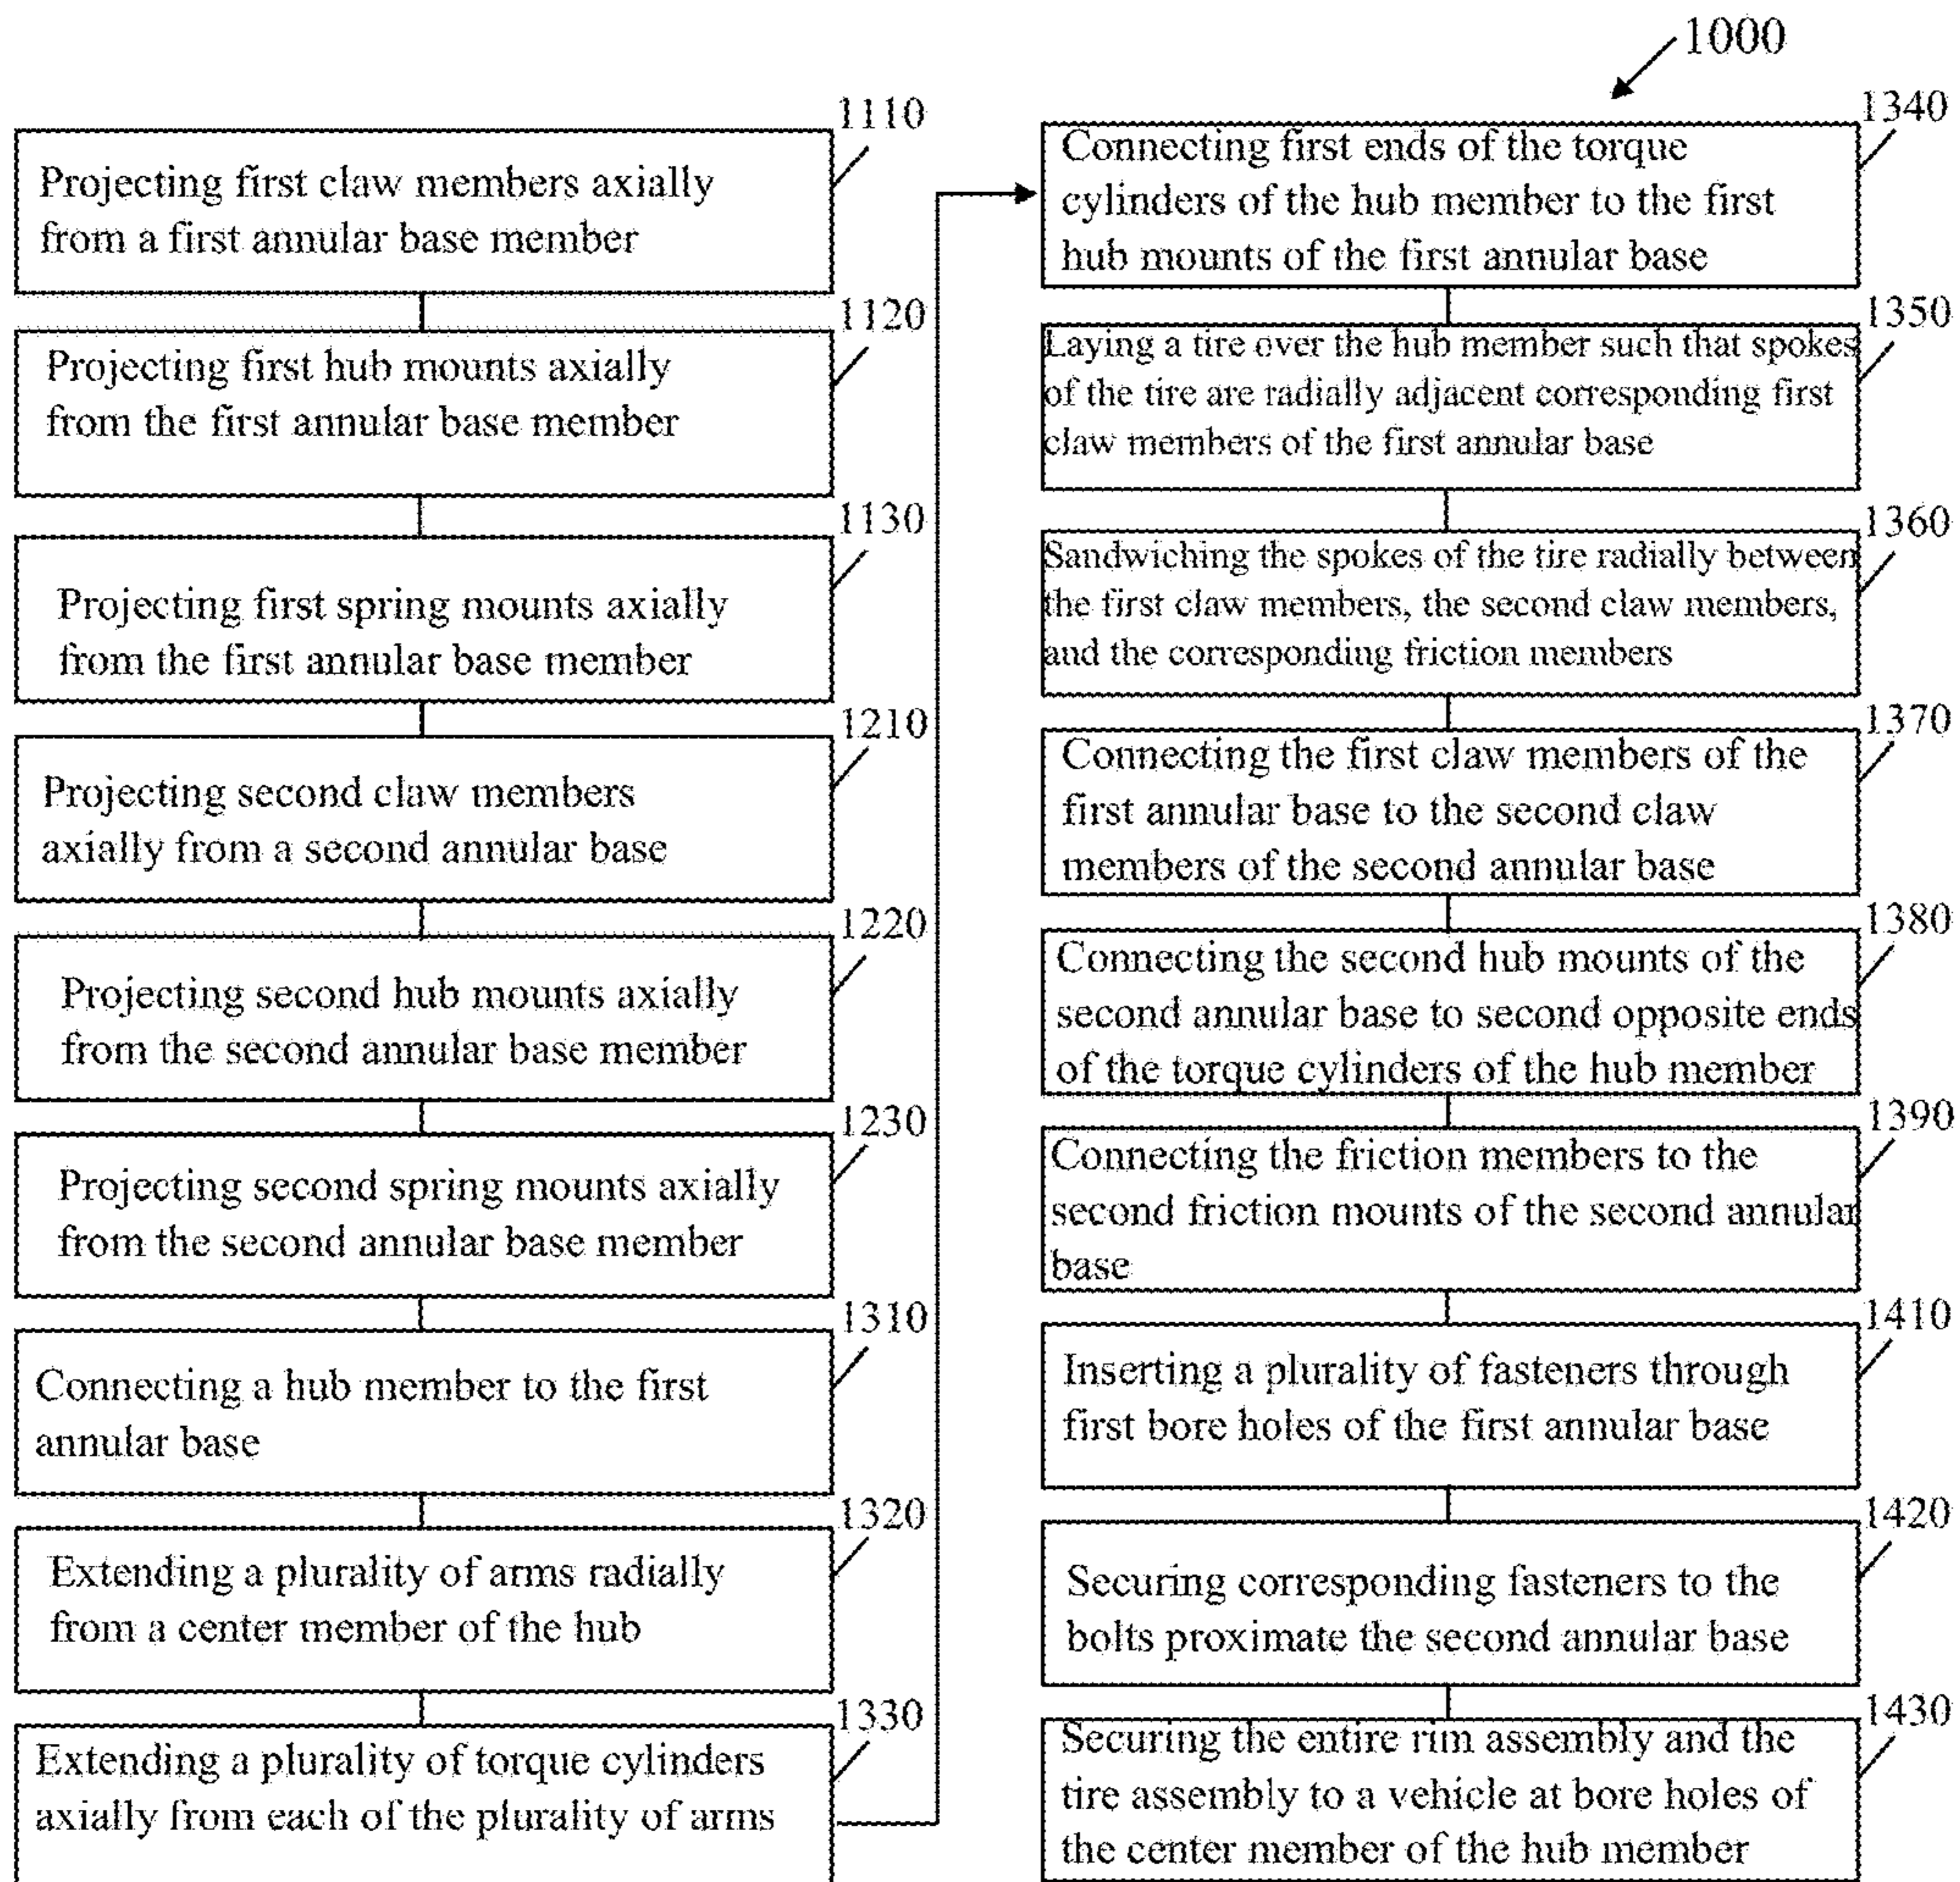 1000
1110
Projecting first claw members axially
from a first annular base member
1120
Projecting first hub mounts axially
from the first annular base member
1130
Projecting first spring mounts axially
from the first annular base member
1210
Projecting second claw members
axially from a second annular base
1220
Projecting second hub mounts axially
from the second annular base member
1230
Projecting second spring mounts axially
from the second annular base member
1310
Connecting a hub member to the first
annular base
1320
Extending a plurality of arms radially
from a center member of the hub
1330
Extending a plurality of torque cylinders
axially from each of the plurality of arms
1340
Connecting first ends of the torque
cylinders of the hub member to the first
hub mounts of the first annular base
1350
Laying a tire over the hub member such that spokes
of the tire are radially adjacent corresponding first
claw members of the first annular base
1360
Sandwiching the spokes of the tire radially between
the first claw members, the second claw members,
and the corresponding friction members
1370
Connecting the first claw members of the
first annular base to the second claw
members of the second annular base
1380
Connecting the second hub mounts of the
second annular base to second opposite ends
of the torque cylinders of the hub member
1390
Connecting the friction members to the
second friction mounts of the second annular
base
1410
Inserting a plurality of fasteners through
first bore holes of the first annular base
1420
Securing corresponding fasteners to the
bolts proximate the second annular base
1430
Securing the entire rim assembly and the
tire assembly to a vehicle at bore holes of
the center member of the hub member